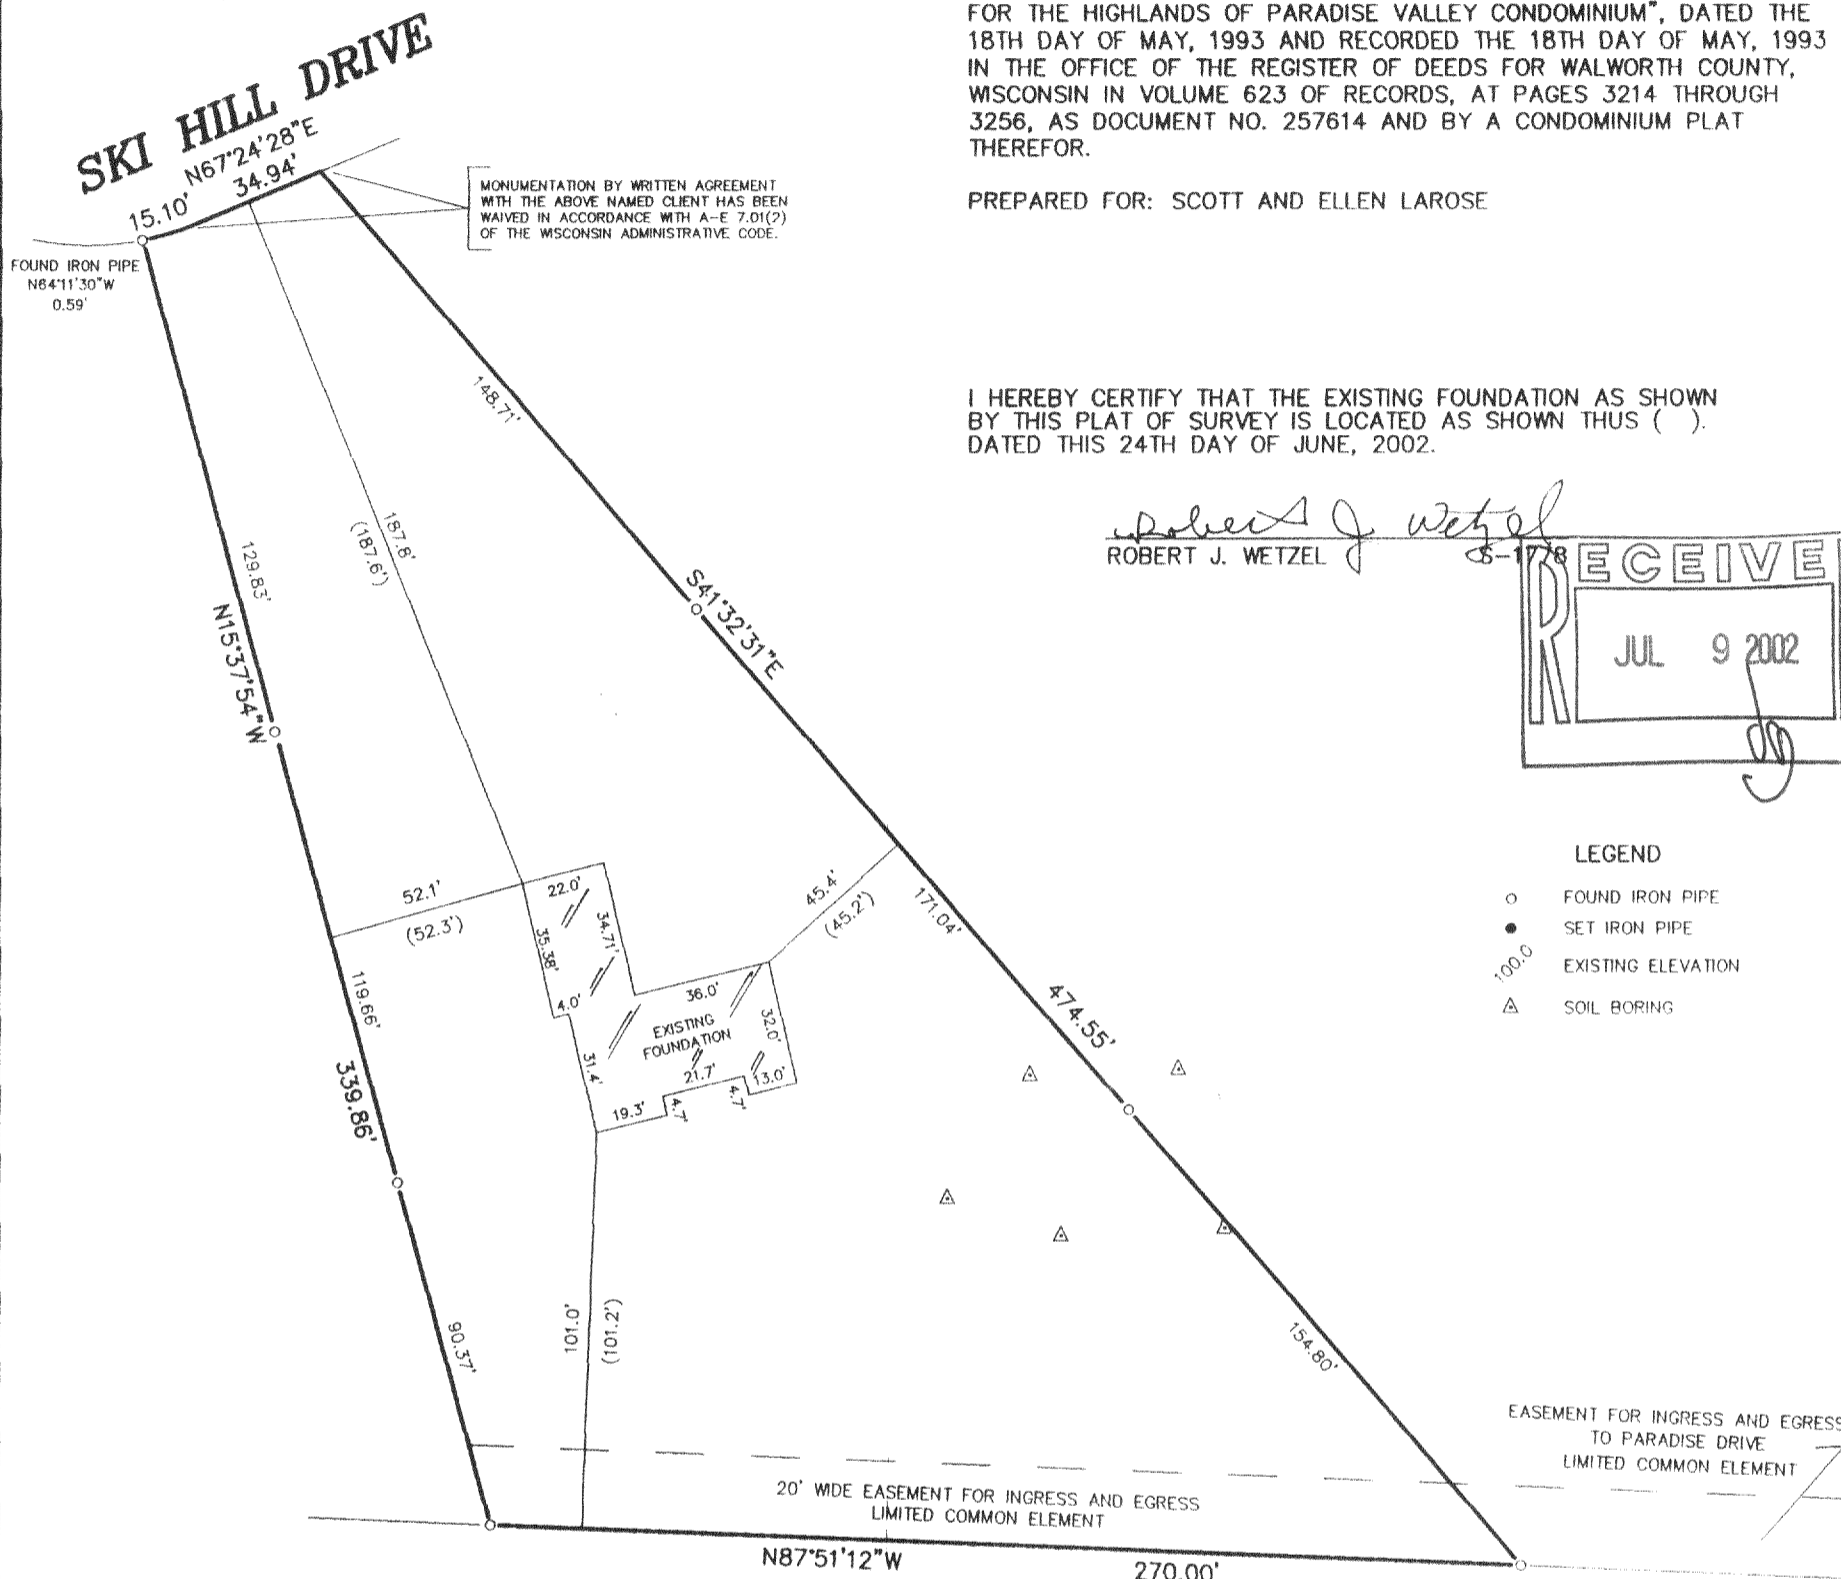 FOR THE HIGHLANDS OF PARADISE VALLEY CONDOMINIUM", DATED THE
18TH DAY OF MAY, 1993 AND RECORDED THE 18TH DAY OF MAY, 1993
IN THE OFFICE OF THE REGISTER OF DEEDS FOR WALWORTH COUNTY,
WISCONSIN IN VOLUME 623 OF RECORDS, AT PAGES 3214 THROUGH
3256, AS DOCUMENT NO. 257614 AND BY A CONDOMINIUM PLAT
THEREFOR.
PREPARED FOR: SCOTT AND ELLEN LAROSE
SKI HILL DRIVE
N67°24'28"E
34.94'
15.10'
MONUMENTATION BY WRITTEN AGREEMENT
WITH THE ABOVE NAMED CLIENT HAS BEEN
WAIVED IN ACCORDANCE WITH A-E 7.01(2)
OF THE WISCONSIN ADMINISTRATIVE CODE.
FOUND IRON PIPE
N64°11'30"W
0.59'
148.71'
I HEREBY CERTIFY THAT THE EXISTING FOUNDATION AS SHOWN
BY THIS PLAT OF SURVEY IS LOCATED AS SHOWN THUS ( ).
DATED THIS 24TH DAY OF JUNE, 2002.
Robert J Wetzel
ROBERT J. WETZEL S-1778
RECEIVE
JUL 9 2002
187.8'
(187.6')
129.83'
N15°37'54"W
S41°32'31"E
52.1'
(52.3')
22.0'
34.71'
35.38'
4.0'
45.4'
(45.2')
171.04'
36.0'
EXISTING
FOUNDATION
32.0'
31.4'
21.7'
13.0'
19.3'
4.7'
4.7'
119.66'
339.86'
474.55'
LEGEND
FOUND IRON PIPE
SET IRON PIPE
100.0 EXISTING ELEVATION
SOIL BORING
101.0'
(101.2')
90.37'
154.80'
EASEMENT FOR INGRESS AND EGRESS
TO PARADISE DRIVE
LIMITED COMMON ELEMENT
20' WIDE EASEMENT FOR INGRESS AND EGRESS
LIMITED COMMON ELEMENT
N87°51'12"W 270.00'